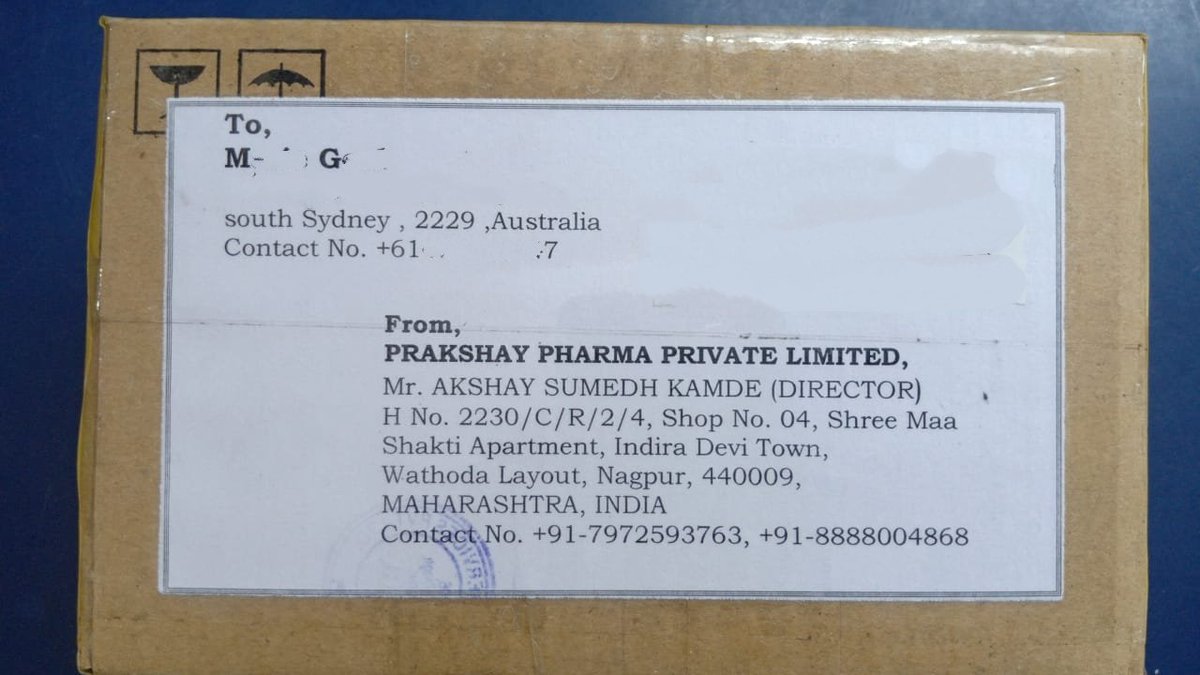 To,
south Sydney , 2229 ,Australia
Contact No. +61 7
From,
PRAKSHAY PHARMA PRIVATE LIMITED,
Mr. AKSHAY SUMEDH KAMDE (DIRECTOR)
H No. 2230/C/R/2/4, Shop No. 04, Shree Maa
Shakti Apartment, Indira Devi Town,
Wathoda Layout, Nagpur, 440009,
MAHARASHTRA, INDIA
Contact No. +91-7972593763, +91-8888004868